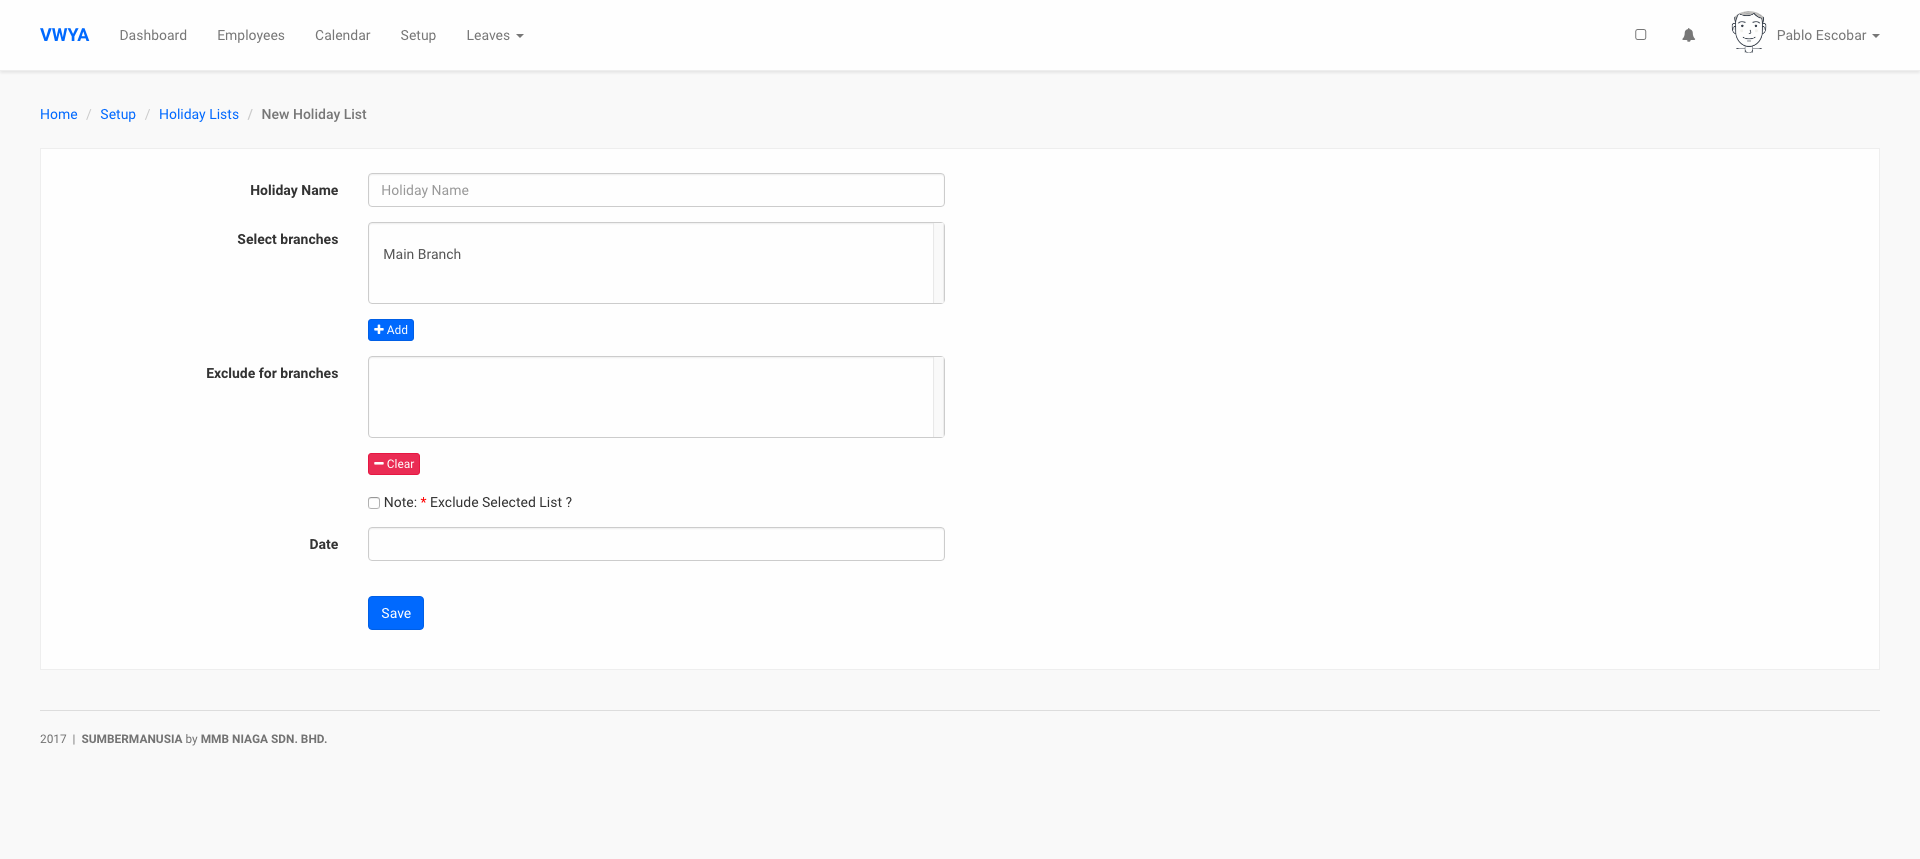 VWYA Dashboard Employees Calendar Setup Leaves Pablo Escobar
Home / Setup / Holiday Lists / New Holiday List
Holiday Name Holiday Name
Select branches
Main Branch
Add
Exclude for branches
Clear
Note: * Exclude Selected List ?
Date
Save
2017 | SUMBERMANUSIA by MMB NIAGA SDN. BHD.